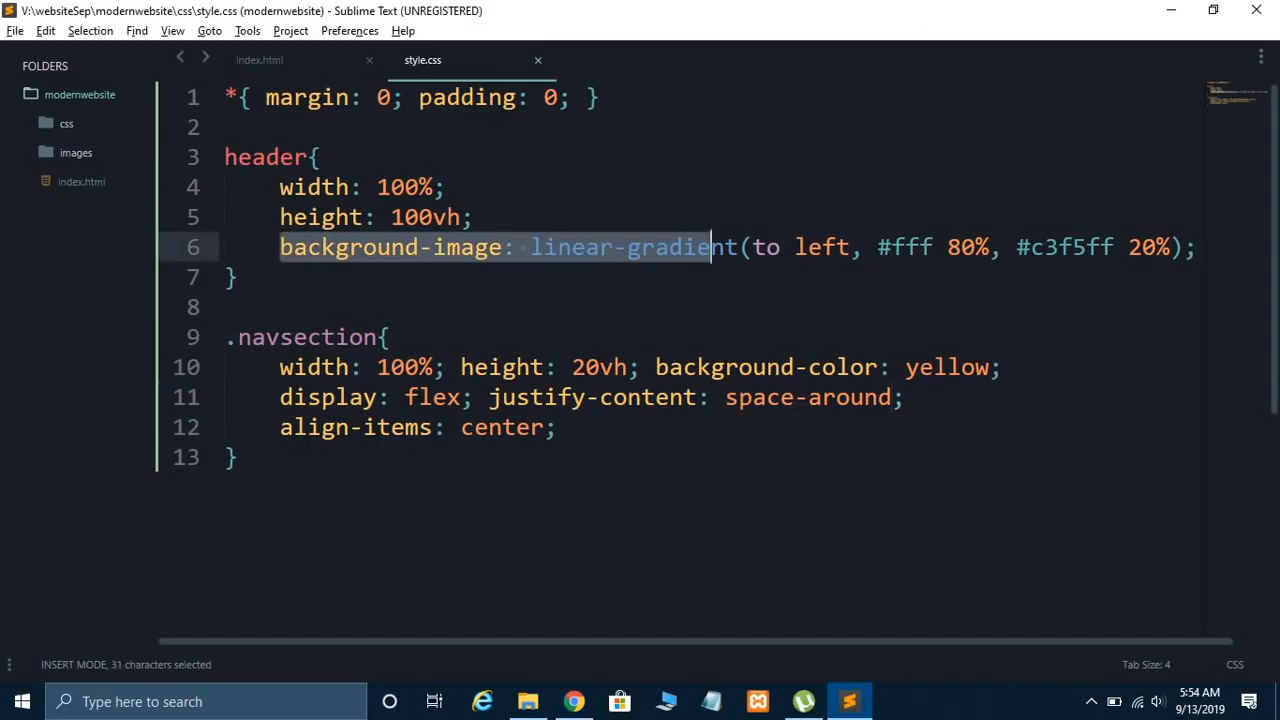 V:\websiteSep\modernwebsite\css\style.css (modernwebsite) - Sublime Text (UNREGISTERED)
File Edit Selection Find View Goto Tools Project Preferences Help
FOLDERS
modernwebsite
css
images
index.html
index.html × style.css ×
1 *{ margin: 0; padding: 0; }
2
3 header{
4 width: 100%;
5 height: 100vh;
6 background-image: linear-gradient(to left, #fff 80%, #c3f5ff 20%);
7 }
8
9 .navsection{
10 width: 100%; height: 20vh; background-color: yellow;
11 display: flex; justify-content: space-around;
12 align-items: center;
13 }
INSERT MODE, 31 characters selected
Tab Size: 4 CSS
Type here to search
5:54 AM
9/13/2019